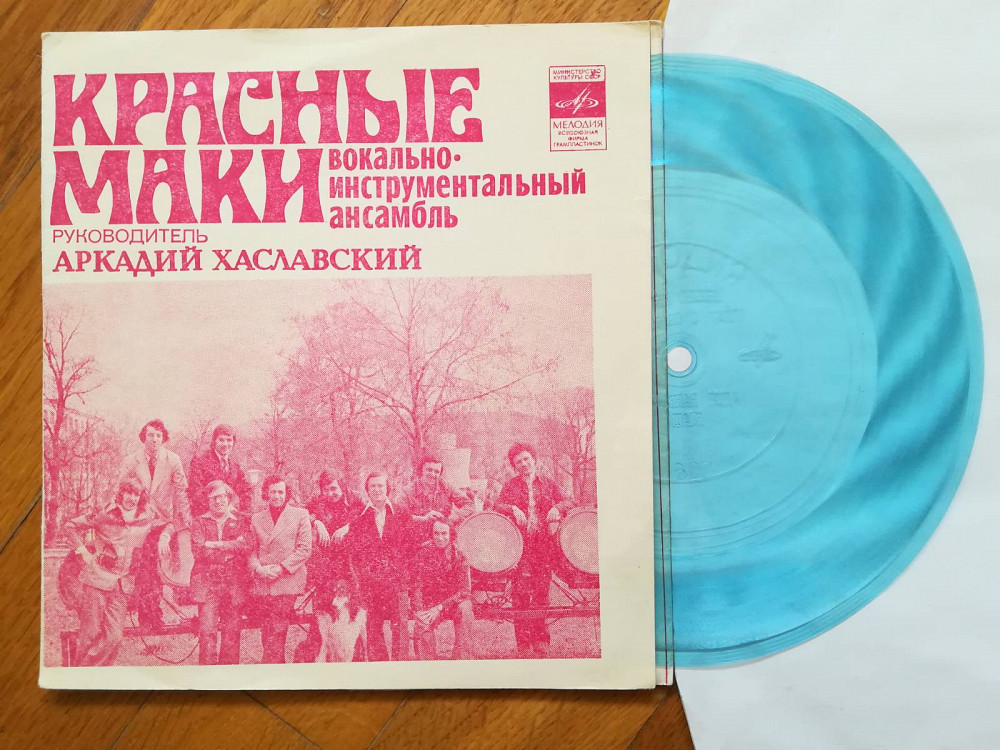 КРАСНЫЕ
МАКИ
ВОКАЛЬНО-
ИНСТРУМЕНТАЛЬНЫЙ
АНСАМБЛЬ
РУКОВОДИТЕЛЬ
АРКАДИЙ ХАСЛАВСКИЙ
МИНИСТЕРСТВО
КУЛЬТУРЫ СССР
МЕЛОДИЯ
ВСЕСОЮЗНАЯ
ФИРМА
ГРАМПЛАСТИНОК